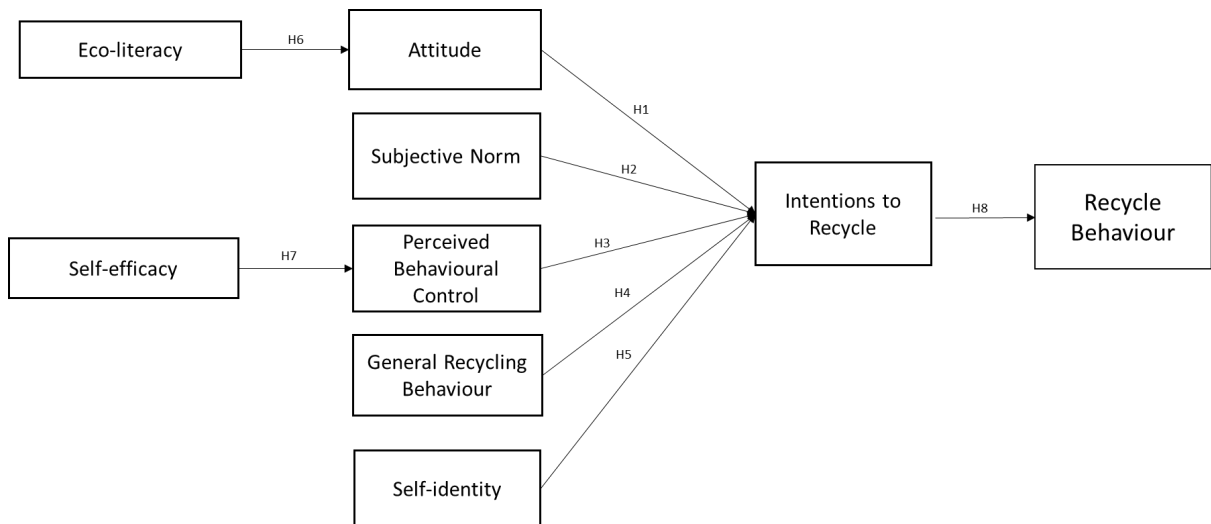 Eco-literacy
H6
Attitude
H1
Subjective Norm
H2
Intentions to
Recycle
H8
Recycle
Behaviour
Self-efficacy
H7
Perceived
Behavioural
Control
H3
General Recycling
Behaviour
H4
Self-identity
H5